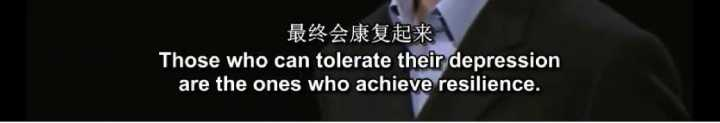 最终会康复起来
Those who can tolerate their depression
are the ones who achieve resilience.